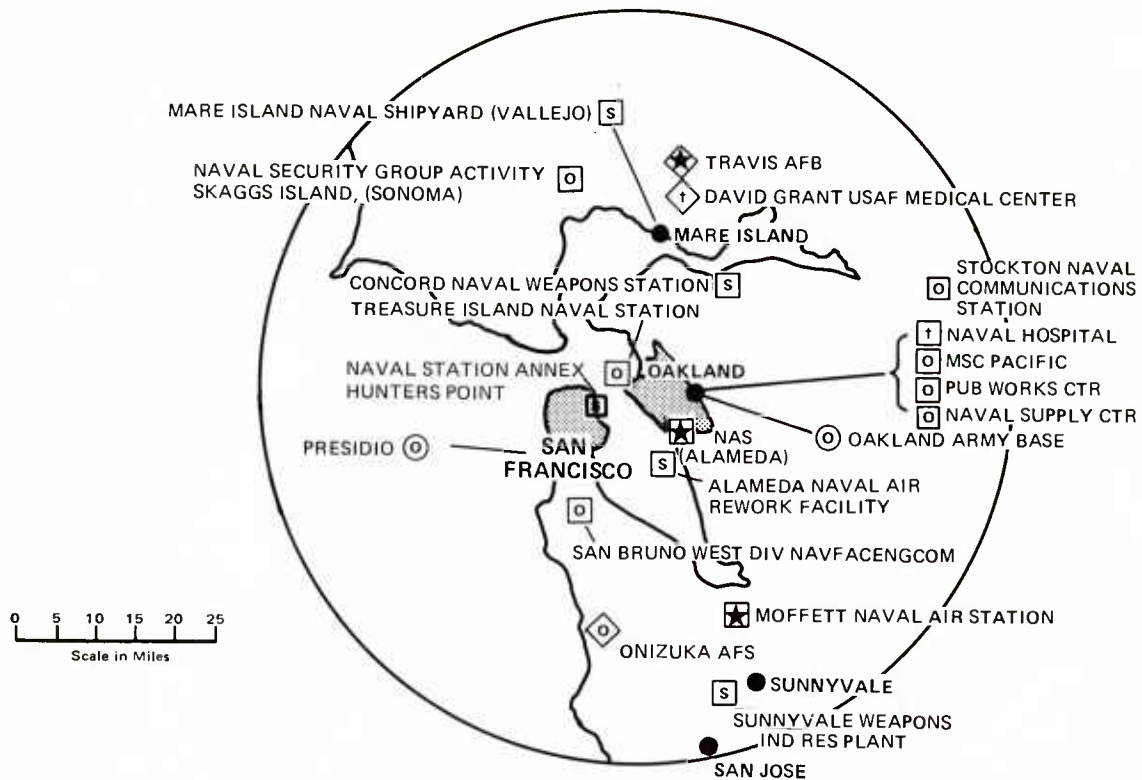 MARE ISLAND NAVAL SHIPYARD (VALLEJO) S
NAVAL SECURITY GROUP ACTIVITY
SKAGGS ISLAND, (SONOMA)
O
TRAVIS AFB
† DAVID GRANT USAF MEDICAL CENTER
MARE ISLAND
CONCORD NAVAL WEAPONS STATION S
TREASURE ISLAND NAVAL STATION
STOCKTON NAVAL
O COMMUNICATIONS
STATION
† NAVAL HOSPITAL
O MSC PACIFIC
O PUB WORKS CTR
O NAVAL SUPPLY CTR
NAVAL STATION ANNEX
HUNTERS POINT
O
OAKLAND
S
PRESIDIO O
SAN
FRANCISCO
NAS
(ALAMEDA)
O OAKLAND ARMY BASE
S
ALAMEDA NAVAL AIR
REWORK FACILITY
O
SAN BRUNO WEST DIV NAVFACENGCOM
MOFFETT NAVAL AIR STATION
0 5 10 15 20 25
Scale in Miles
O
ONIZUKA AFS
SUNNYVALE
S
SUNNYVALE WEAPONS
IND RES PLANT
SAN JOSE